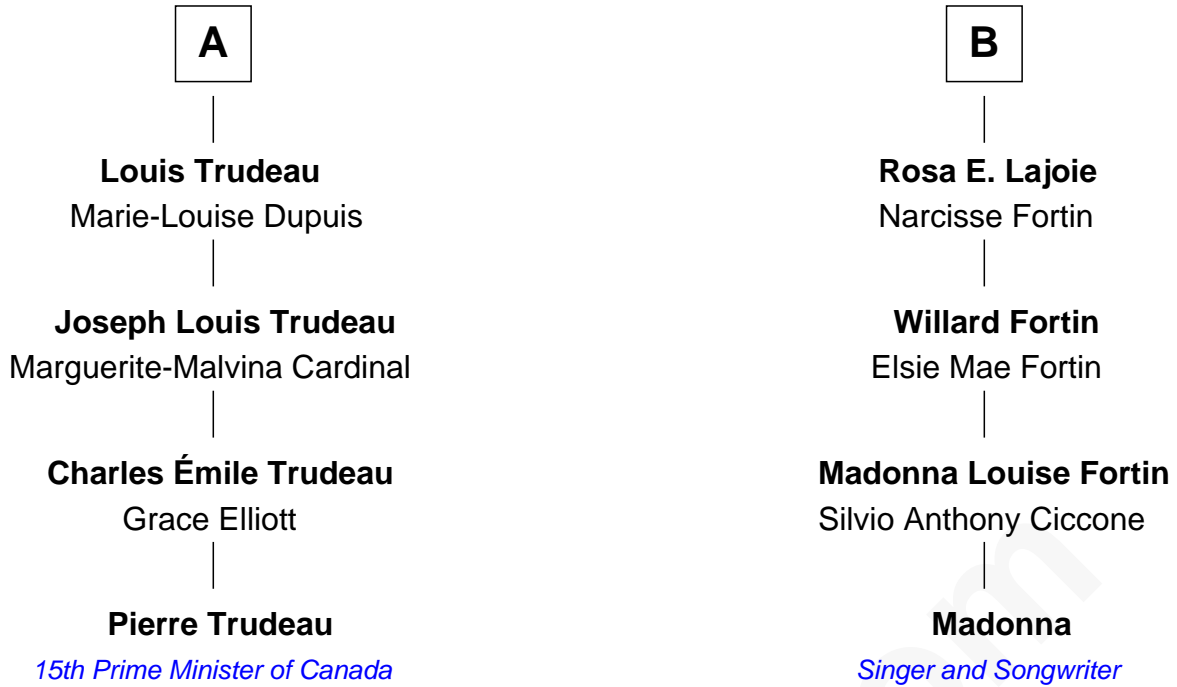 A
Louis Trudeau
Marie-Louise Dupuis
Joseph Louis Trudeau
Marguerite-Malvina Cardinal
Charles Émile Trudeau
Grace Elliott
Pierre Trudeau
15th Prime Minister of Canada
B
Rosa E. Lajoie
Narcisse Fortin
Willard Fortin
Elsie Mae Fortin
Madonna Louise Fortin
Silvio Anthony Ciccone
Madonna
Singer and Songwriter